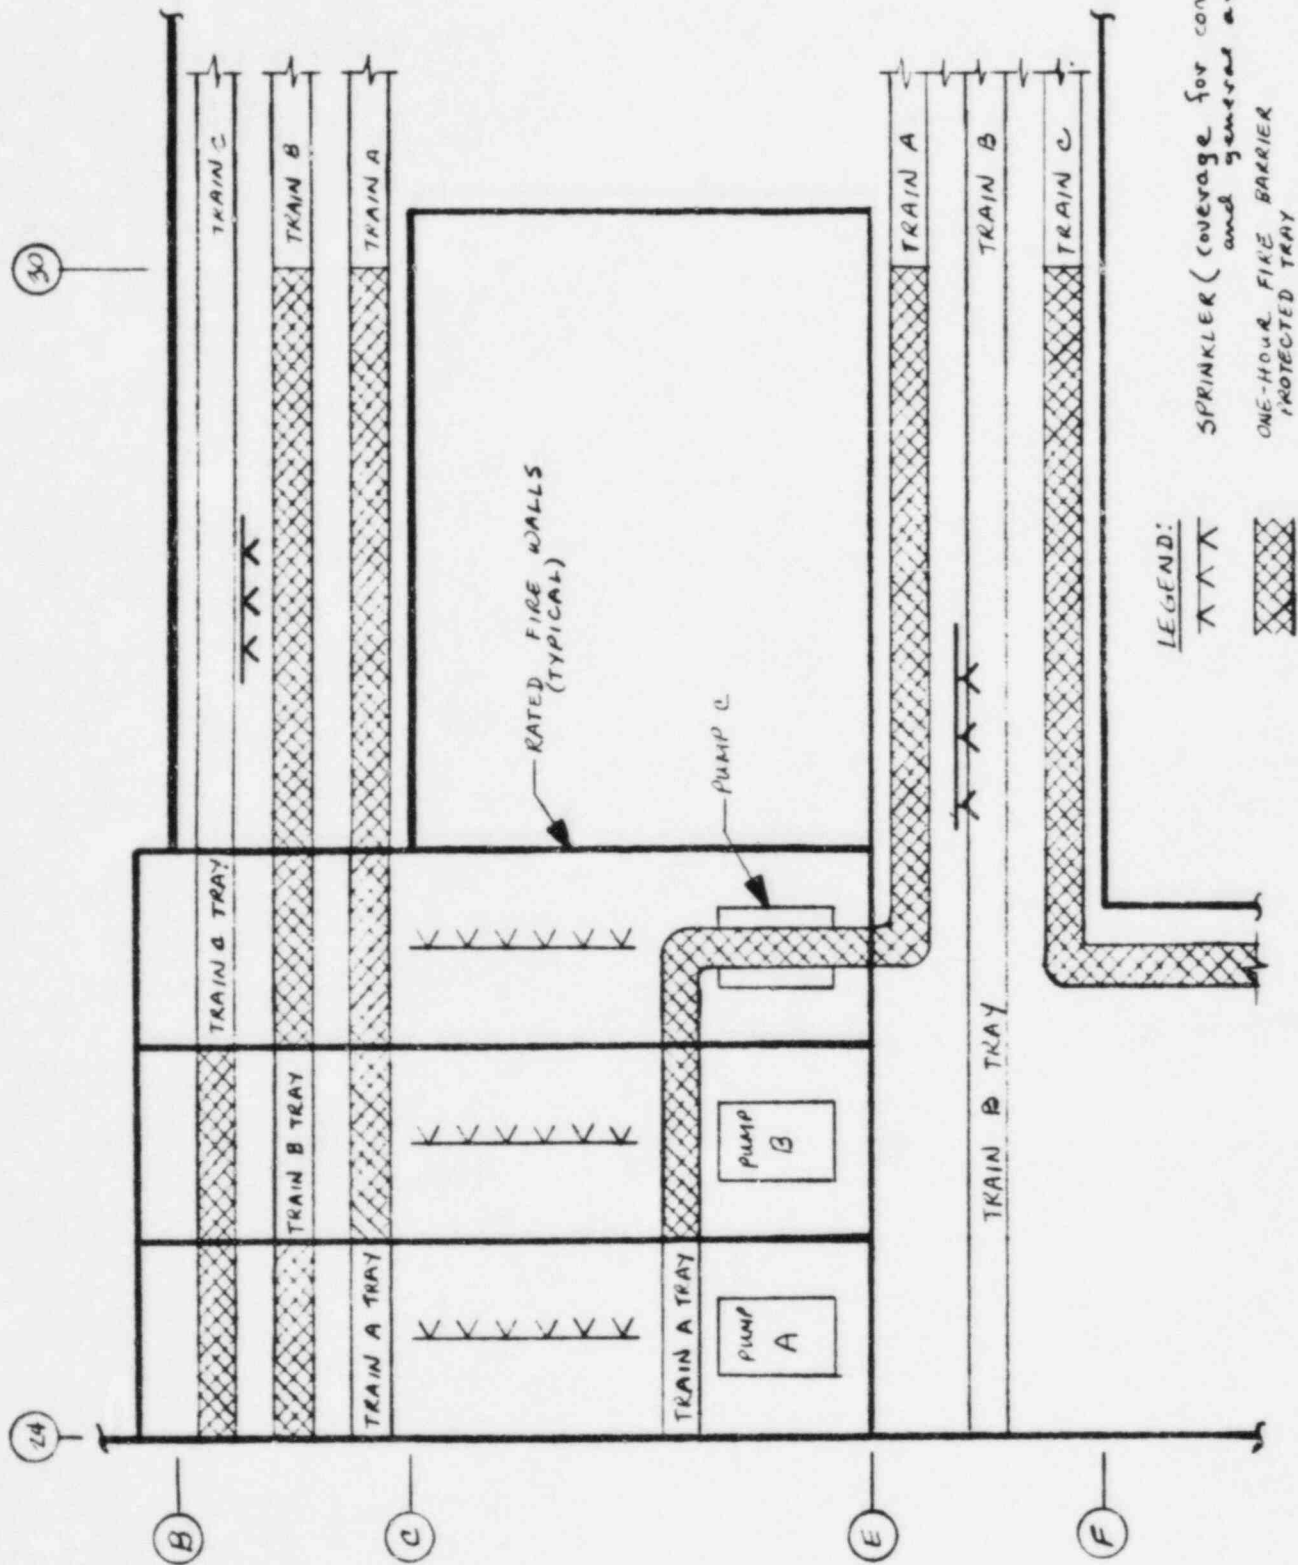 24
30
B
TRAIN C TRAY
TRAIN C
TRAIN B TRAY
TRAIN B
TRAIN A TRAY
TRAIN A
C
RATED FIRE WALLS
(TYPICAL)
TRAIN A TRAY
PUMP
A
PUMP
B
PUMP C
E
TRAIN A
TRAIN B TRAY
TRAIN B
TRAIN C
F
LEGEND:
SPRINKLER (coverage for
and general
ONE-HOUR FIRE BARRIER
PROTECTED TRAY